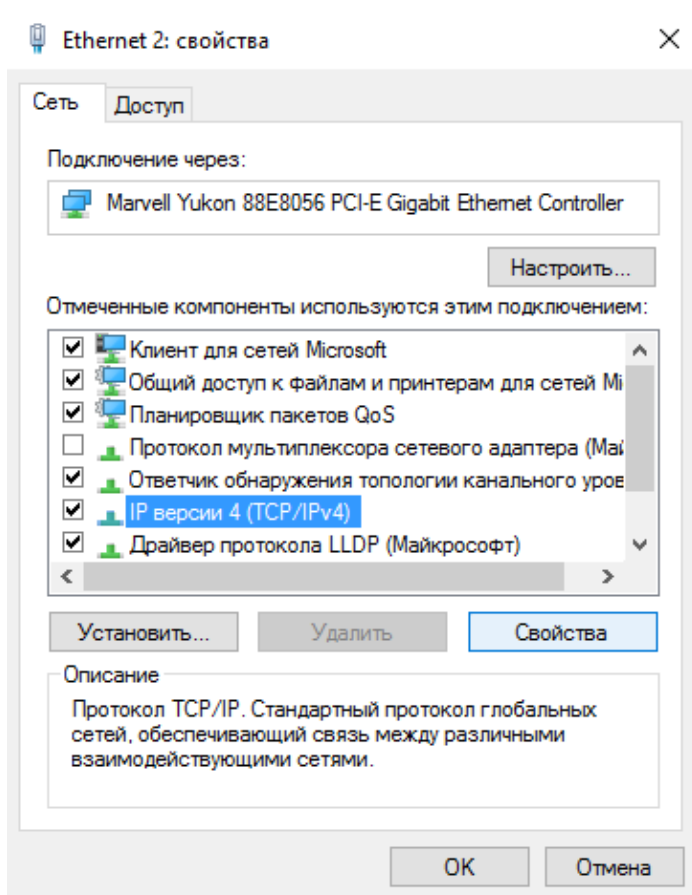 Ethernet 2: свойства
Сеть
Доступ
Подключение через:
Marvell Yukon 88E8056 PCI-E Gigabit Ethernet Controller
Настроить...
Отмеченные компоненты используются этим подключением:
Клиент для сетей Microsoft
Общий доступ к файлам и принтерам для сетей Mi
Планировщик пакетов QoS
Протокол мультиплексора сетевого адаптера (Май
Ответчик обнаружения топологии канального уров
IP версии 4 (TCP/IPv4)
Драйвер протокола LLDP (Майкрософт)
Установить...
Удалить
Свойства
Описание
Протокол TCP/IP. Стандартный протокол глобальных
сетей, обеспечивающий связь между различными
взаимодействующими сетями.
OK
Отмена